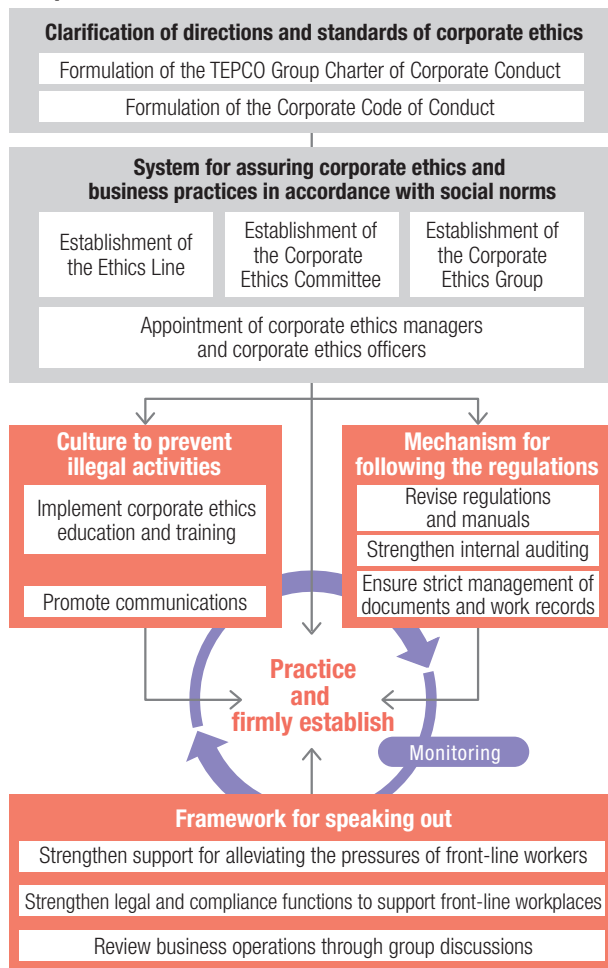 Clarification of directions and standards of corporate ethics
Formulation of the TEPCO Group Charter of Corporate Conduct
Formulation of the Corporate Code of Conduct
System for assuring corporate ethics and
business practices in accordance with social norms
Establishment of
the Ethics Line
Establishment of
the Corporate
Ethics Committee
Establishment of
the Corporate
Ethics Group
Appointment of corporate ethics managers
and corporate ethics officers
Culture to prevent
illegal activities
Implement corporate ethics
education and training
Promote communications
Mechanism for
following the regulations
Revise regulations
and manuals
Strengthen internal auditing
Ensure strict management of
documents and work records
Practice
and
firmly establish
Monitoring
Framework for speaking out
Strengthen support for alleviating the pressures of front-line workers
Strengthen legal and compliance functions to support front-line workplaces
Review business operations through group discussions